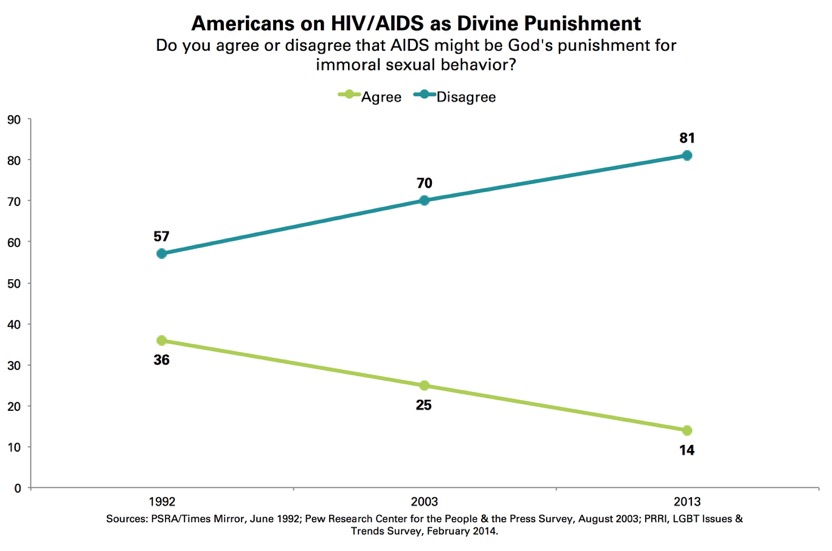 Americans on HIV/AIDS as Divine Punishment
Do you agree or disagree that AIDS might be God's punishment for
immoral sexual behavior?
Agree Disagree
90
80
70
60
50
40
30
20
10
0
57
70
81
36
25
14
1992 2003 2013
Sources: PSRA/Times Mirror, June 1992; Pew Research Center for the People & the Press Survey, August 2003; PRRI, LGBT Issues &
Trends Survey, February 2014.